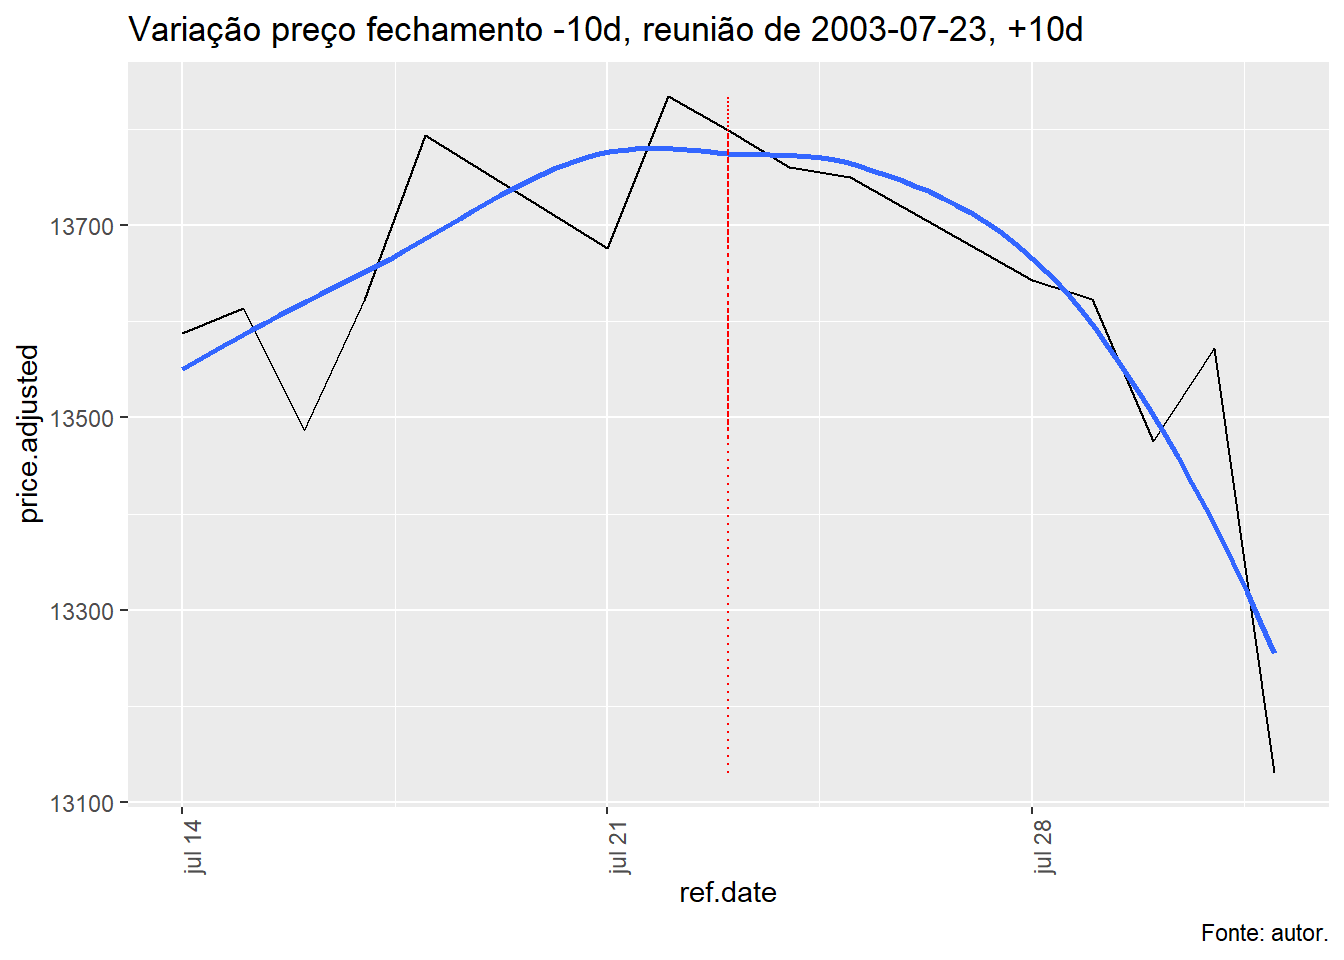 Variação preço fechamento -10d, reunião de 2003-07-23, +10d
price.adjusted
13700
13500
13300
13100
jul 14
jul 21
jul 28
ref.date
Fonte: autor.